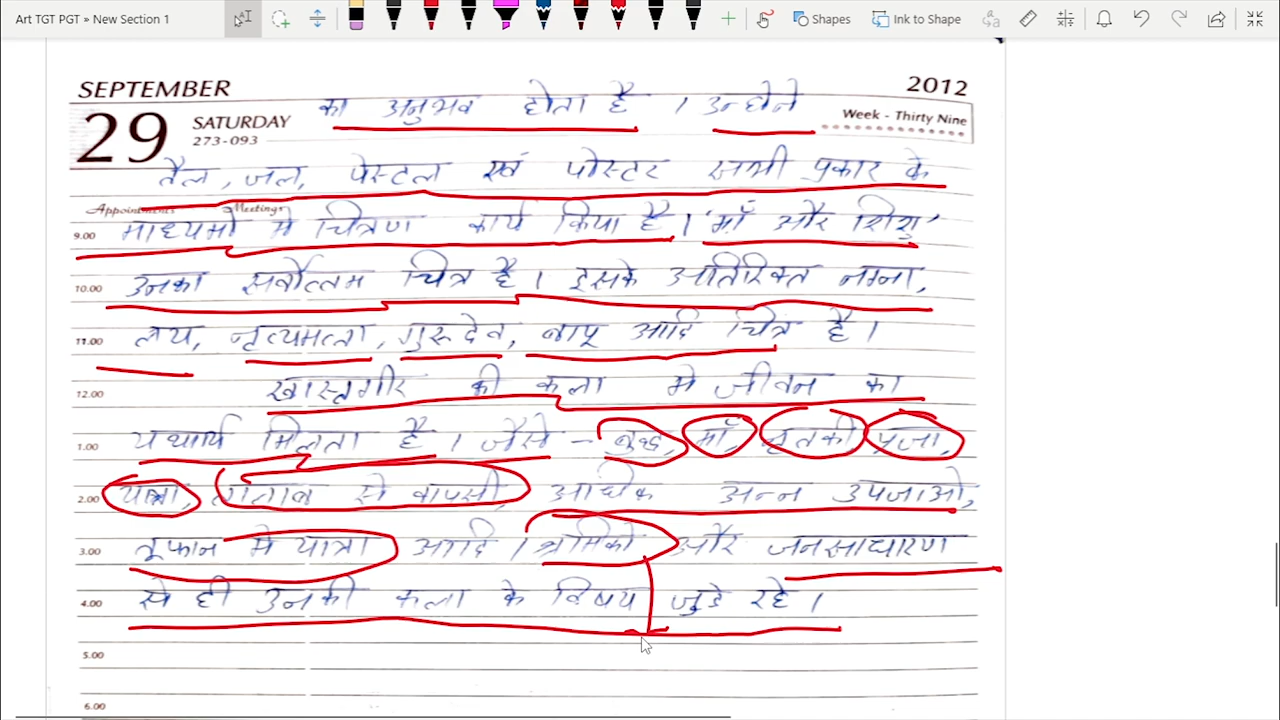 Art TGT PGT » New Section 1
Shapes
Ink to Shape
SEPTEMBER
2012
29
SATURDAY
273-093
Week - Thirty Nine
का अनुभव होता है । उन्होने
तैल, जल, पेस्टल एवं पोस्टर सभी प्रकार के
Appointments Meetings
9.00 माध्यमो मे चित्रण कार्य किया है । 'माँ और शिशु'
10.00 उनका सर्वोत्तम चित्र है । इसके अतिरिक्त नग्ना,
11.00 लय, नृत्यमत्ता, गुरूदेव, बापू आदि चित्र है ।
12.00 खास्तगीर की कला मे जीवन का
1.00 यथार्थ मिलता है । जैसे - बुद्ध, माँ, नृतकी पूजा,
2.00 यात्रा, तालाब से वापसी, अधिक अन्न उपजाओ,
3.00 तूफान मे यात्रा आदि । श्रमिको और जनसाधारण
4.00 से ही उनकी कला के विषय जुडे रहे ।
5.00
6.00